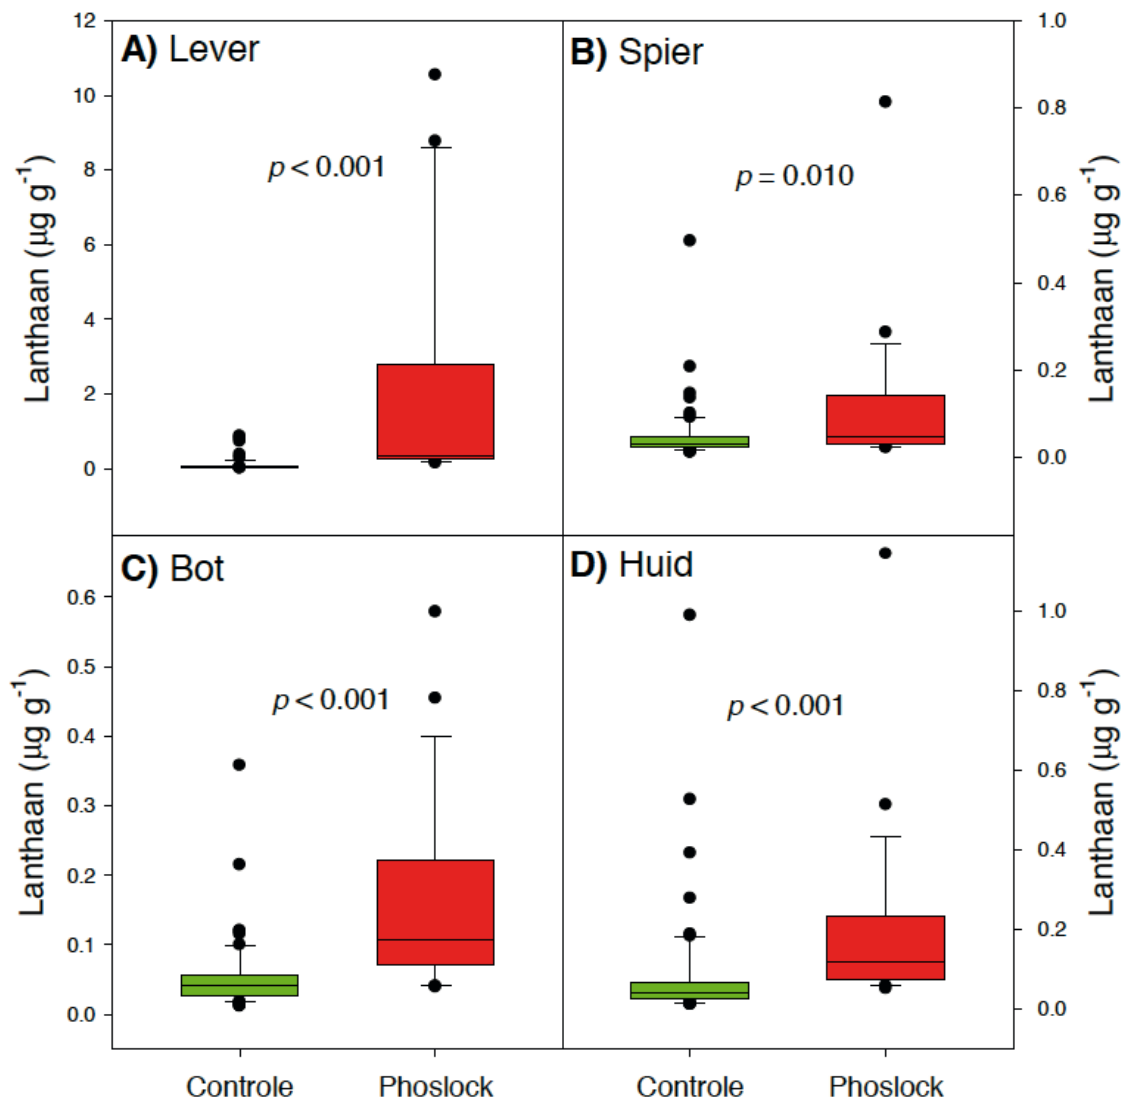 A) Lever
B) Spier
12
10
8
6
4
2
0
Lanthaan (µg g-1)
p < 0.001
p = 0.010
1.0
0.8
0.6
0.4
0.2
0.0
Lanthaan (µg g-1)
C) Bot
D) Huid
0.6
0.5
0.4
0.3
0.2
0.1
0.0
Lanthaan (µg g-1)
p < 0.001
p < 0.001
1.0
0.8
0.6
0.4
0.2
0.0
Lanthaan (µg g-1)
Controle Phoslock Controle Phoslock